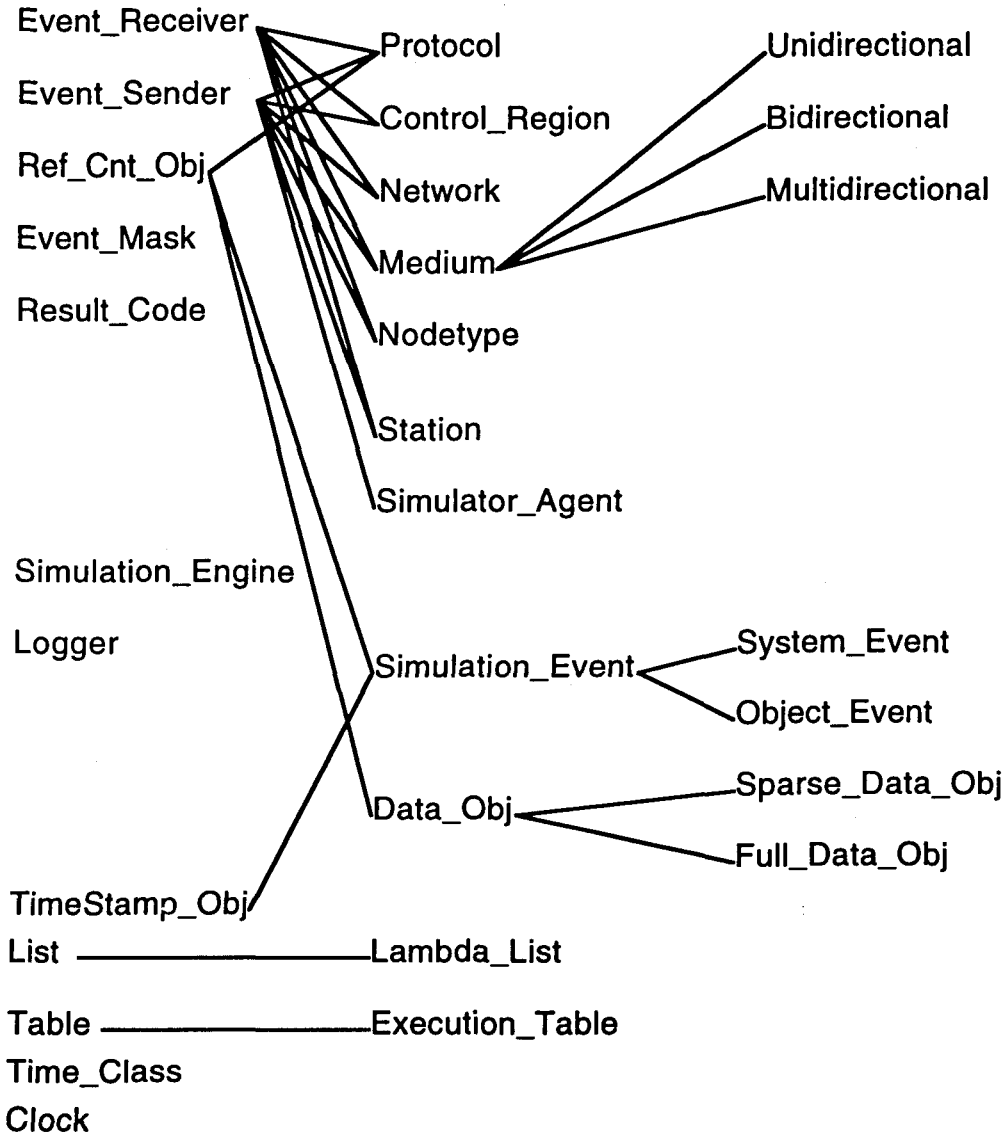 Event_Receiver
Protocol
Unidirectional
Event_Sender
Control_Region
Bidirectional
Ref_Cnt_Obj
Network
Multidirectional
Event_Mask
Medium
Result_Code
Nodetype
Station
Simulator_Agent
Simulation_Engine
Logger
Simulation_Event
System_Event
Object_Event
Data_Obj
Sparse_Data_Obj
Full_Data_Obj
TimeStamp_Obj
List
Lambda_List
Table
Execution_Table
Time_Class
Clock